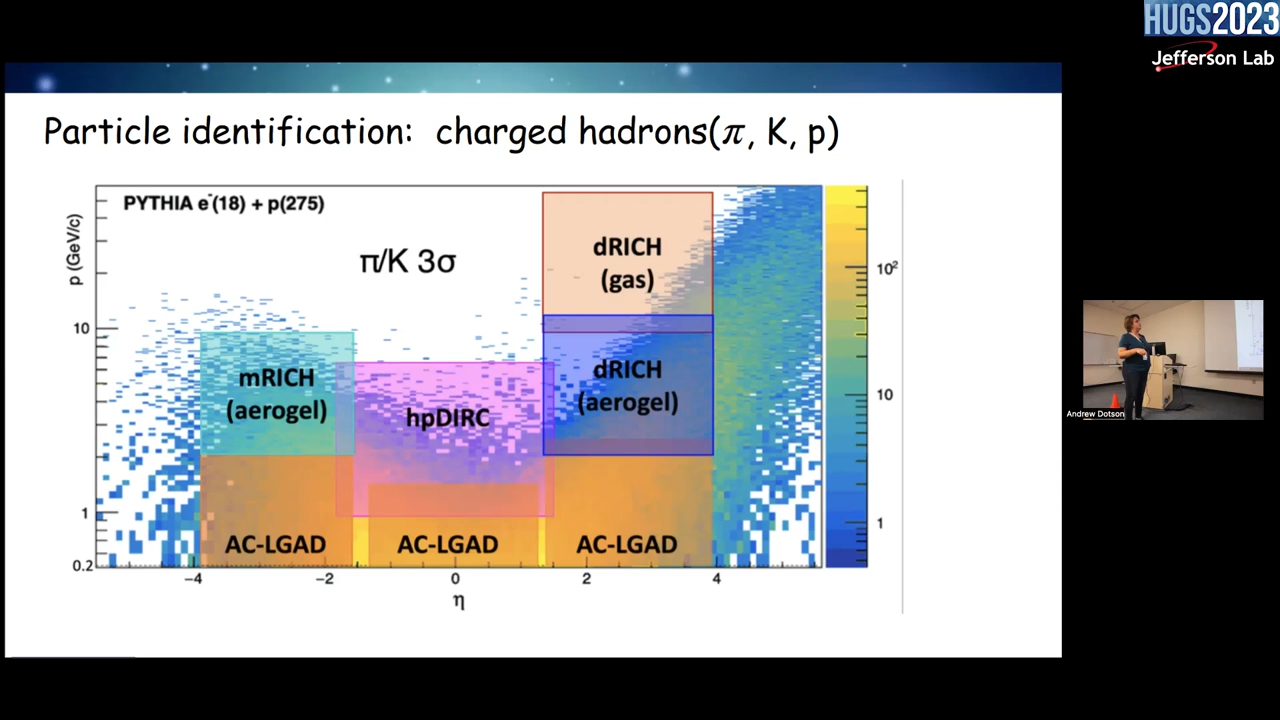 HUGS2023
Jefferson Lab
Particle identification: charged hadrons(π, K, p)
PYTHIA e⁻(18) + p(275)
π/K 3σ
p (GeV/c)
10
1
0.2
dRICH
(gas)
mRICH
(aerogel)
hpDIRC
dRICH
(aerogel)
AC-LGAD
AC-LGAD
AC-LGAD
−4
−2
0
2
4
η
10²
10
1
Andrew Dotson